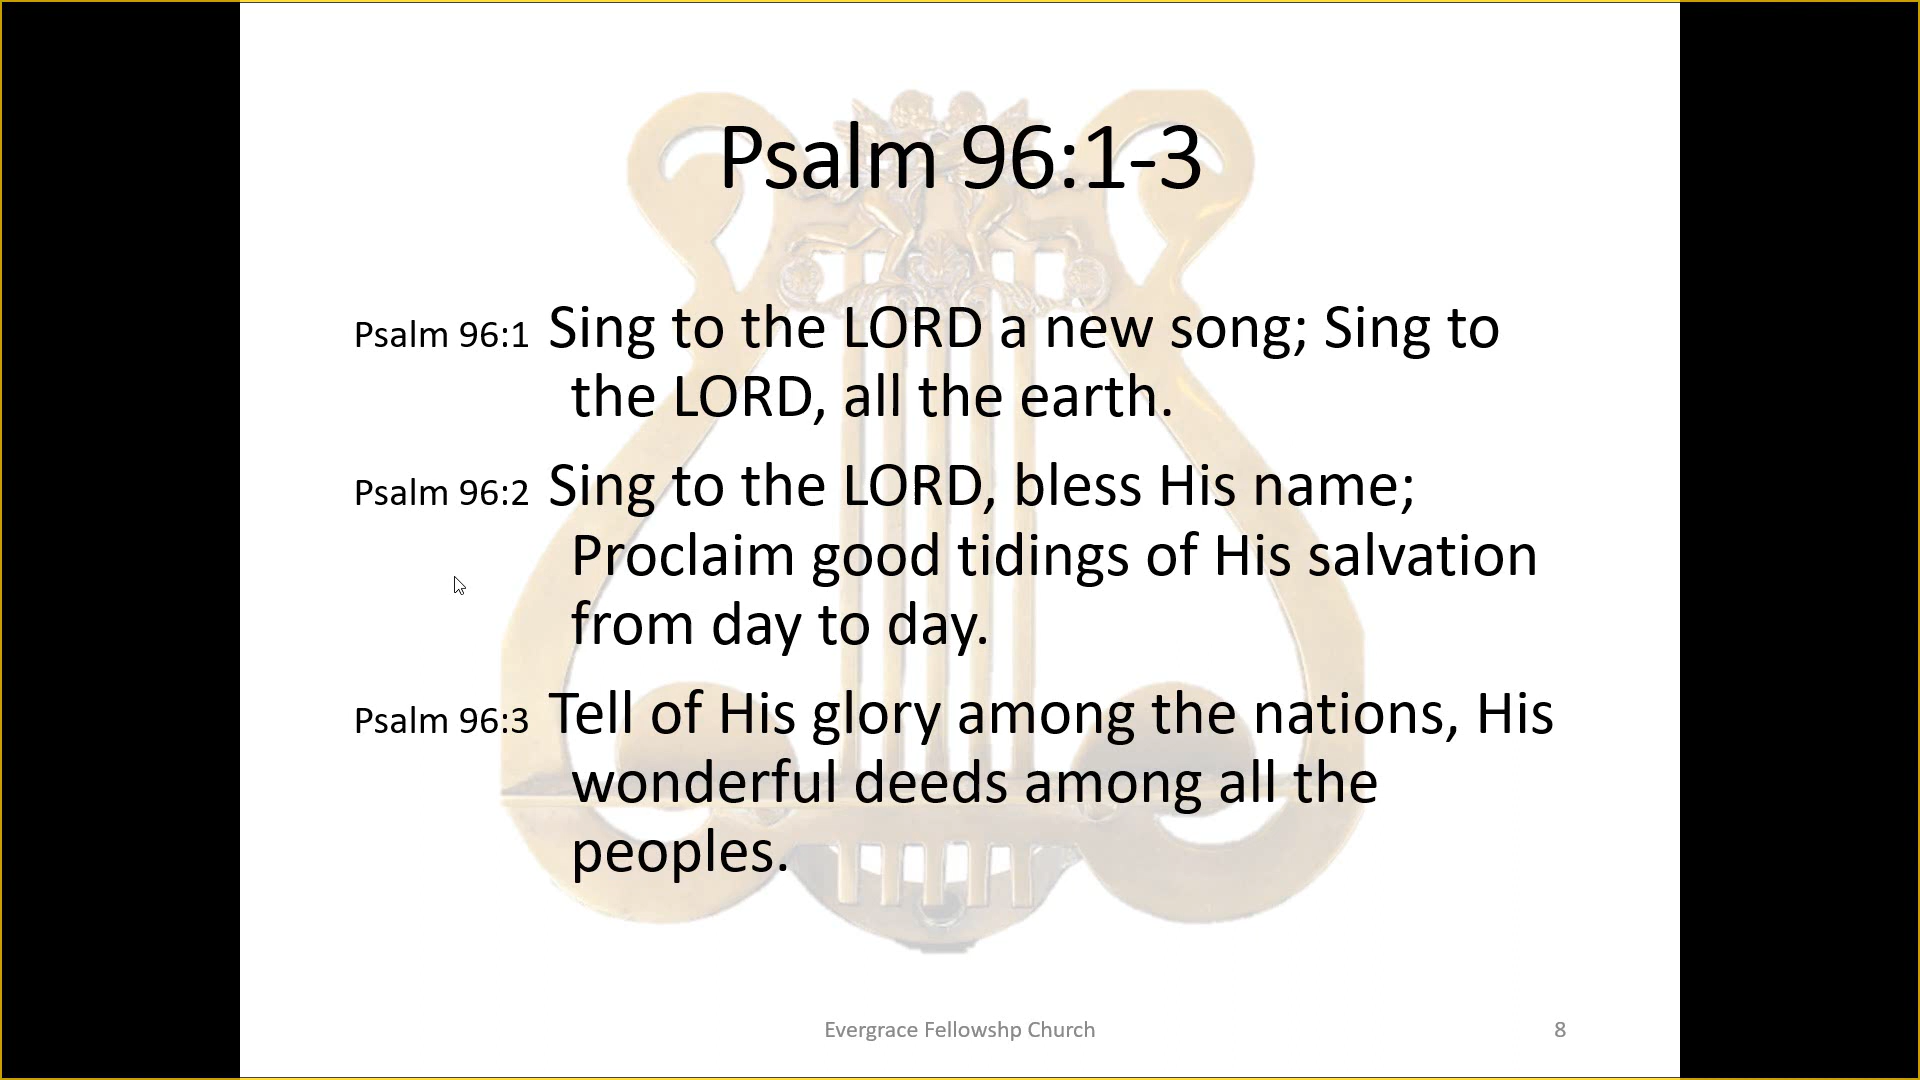 Psalm 96:1-3
Psalm 96:1 Sing to the LORD a new song; Sing to
the LORD, all the earth.
Psalm 96:2 Sing to the LORD, bless His name;
Proclaim good tidings of His salvation
from day to day.
Psalm 96:3 Tell of His glory among the nations, His
wonderful deeds among all the
peoples.
Evergrace Fellowshp Church
8